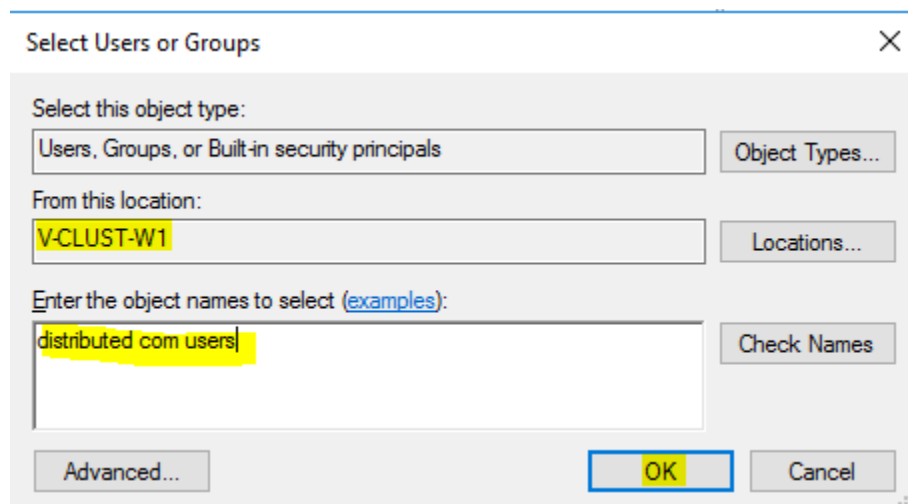 Select Users or Groups
Select this object type:
Users, Groups, or Built-in security principals
Object Types...
From this location:
V-CLUST-W1
Locations...
Enter the object names to select (examples):
distributed com users
Check Names
Advanced...
OK
Cancel